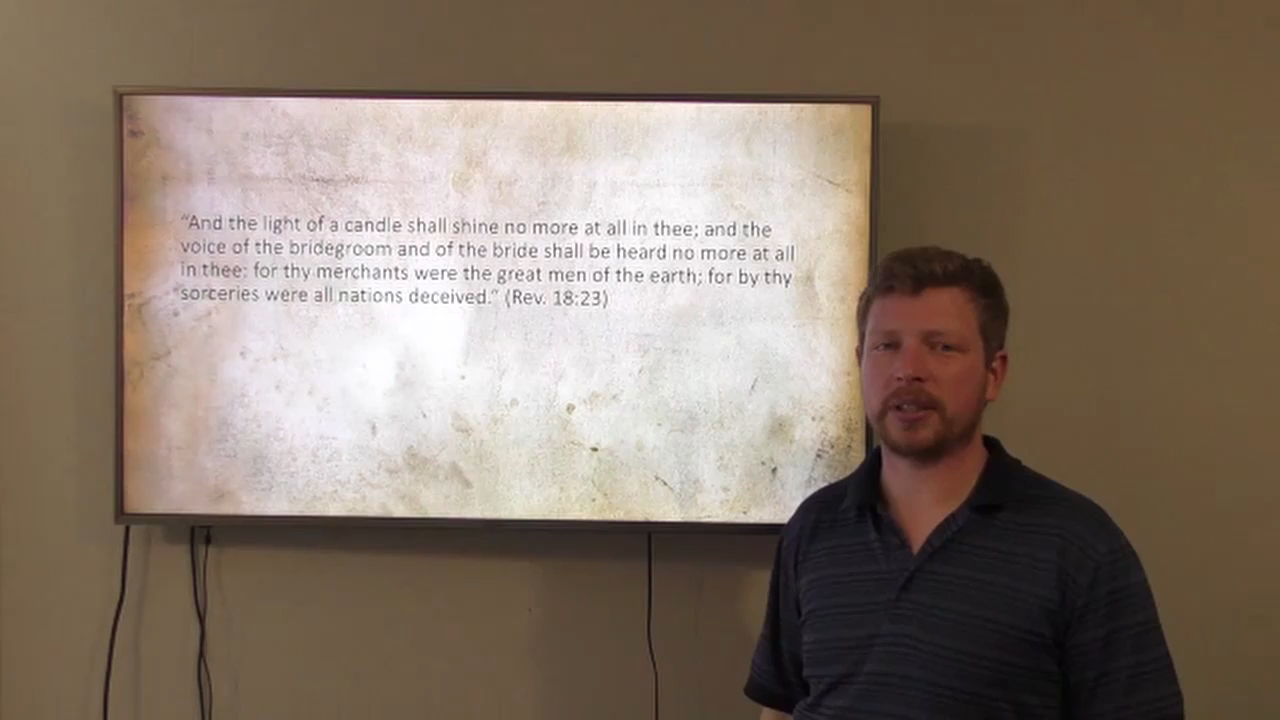 “And the light of a candle shall shine no more at all in thee; and the
voice of the bridegroom and of the bride shall be heard no more at all
in thee: for thy merchants were the great men of the earth; for by thy
sorceries were all nations deceived.” (Rev. 18:23)